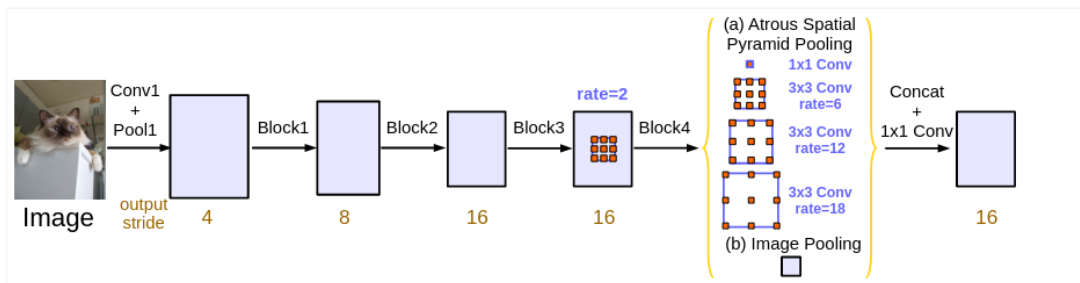 Image
Conv1
+
Pool1
output
stride
4
Block1
8
Block2
16
Block3
rate=2
16
Block4
(a) Atrous Spatial
Pyramid Pooling
1x1 Conv
3x3 Conv
rate=6
3x3 Conv
rate=12
3x3 Conv
rate=18
(b) Image Pooling
Concat
+
1x1 Conv
16